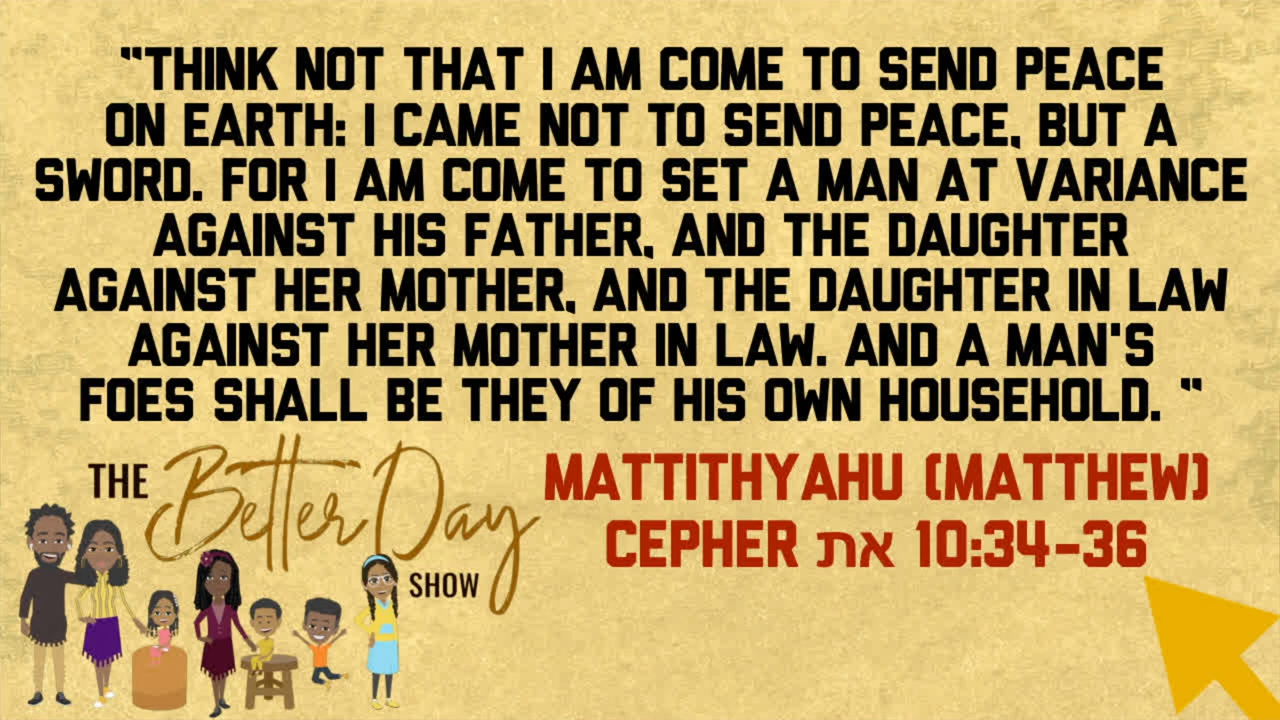 "THINK NOT THAT I AM COME TO SEND PEACE
ON EARTH: I CAME NOT TO SEND PEACE, BUT A
SWORD. FOR I AM COME TO SET A MAN AT VARIANCE
AGAINST HIS FATHER, AND THE DAUGHTER
AGAINST HER MOTHER, AND THE DAUGHTER IN LAW
AGAINST HER MOTHER IN LAW. AND A MAN'S
FOES SHALL BE THEY OF HIS OWN HOUSEHOLD. "
THE Better Day SHOW
MATTITHYAHU (MATTHEW)
CEPHER את 10:34-36